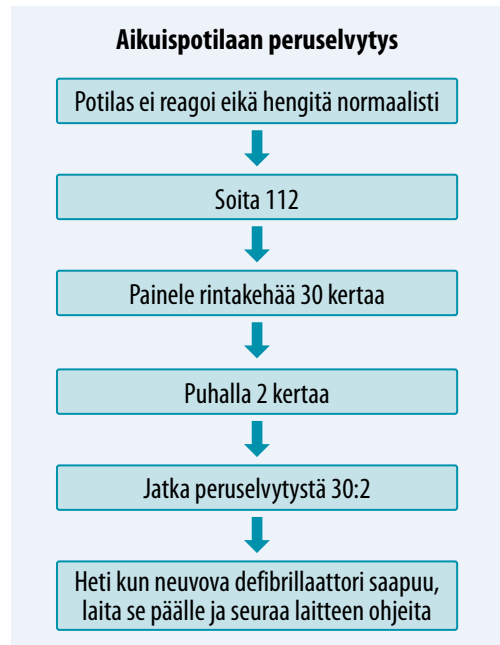 Aikuispotilaan peruselvytys
Potilas ei reagoi eikä hengitä normaalisti
Soita 112
Painele rintakehää 30 kertaa
Puhalla 2 kertaa
Jatka peruselvytystä 30:2
Heti kun neuvova defibrillaattori saapuu,
laita se päälle ja seuraa laitteen ohjeita